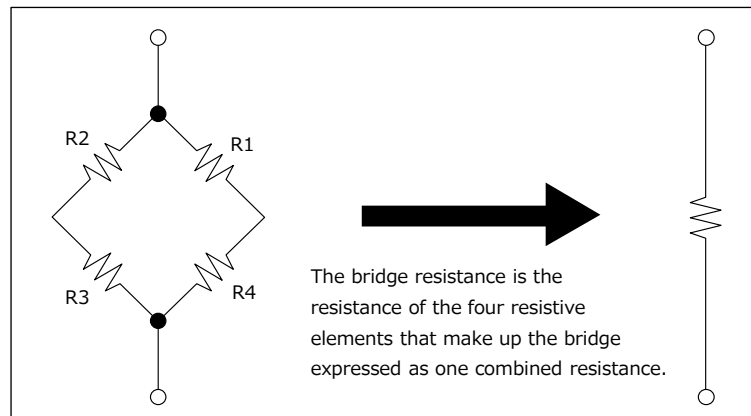 R2
R1
R3
R4
The bridge resistance is the
resistance of the four resistive
elements that make up the bridge
expressed as one combined resistance.